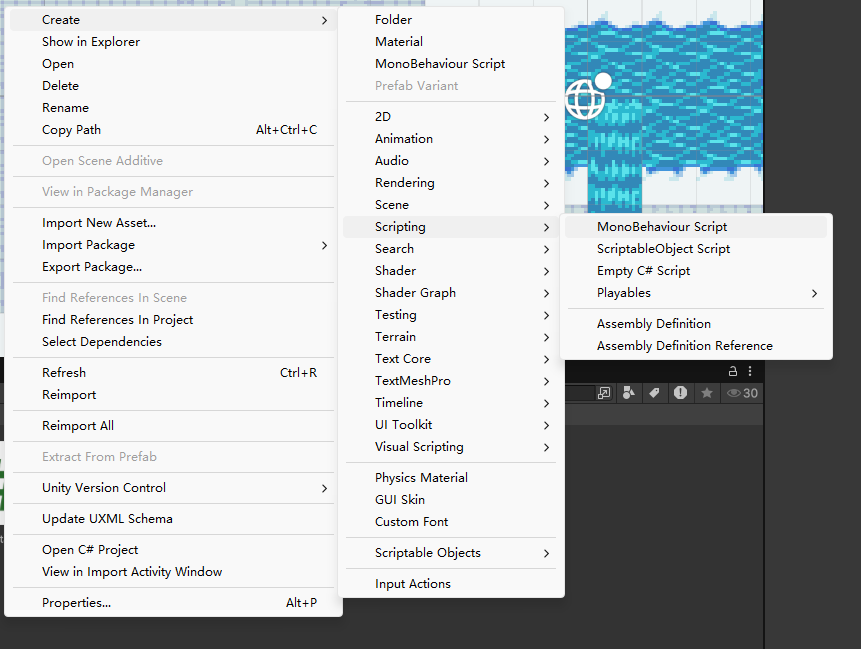 Create
Show in Explorer
Open
Delete
Rename
Copy Path Alt+Ctrl+C
Open Scene Additive
View in Package Manager
Import New Asset...
Import Package
Export Package...
Find References In Scene
Find References In Project
Select Dependencies
Refresh Ctrl+R
Reimport
Reimport All
Extract From Prefab
Unity Version Control
Update UXML Schema
Open C# Project
View in Import Activity Window
Properties... Alt+P
Folder
Material
MonoBehaviour Script
Prefab Variant
2D
Animation
Audio
Rendering
Scene
Scripting
Search
Shader
Shader Graph
Testing
Terrain
Text Core
TextMeshPro
Timeline
UI Toolkit
Visual Scripting
Physics Material
GUI Skin
Custom Font
Scriptable Objects
Input Actions
MonoBehaviour Script
ScriptableObject Script
Empty C# Script
Playables
Assembly Definition
Assembly Definition Reference
30